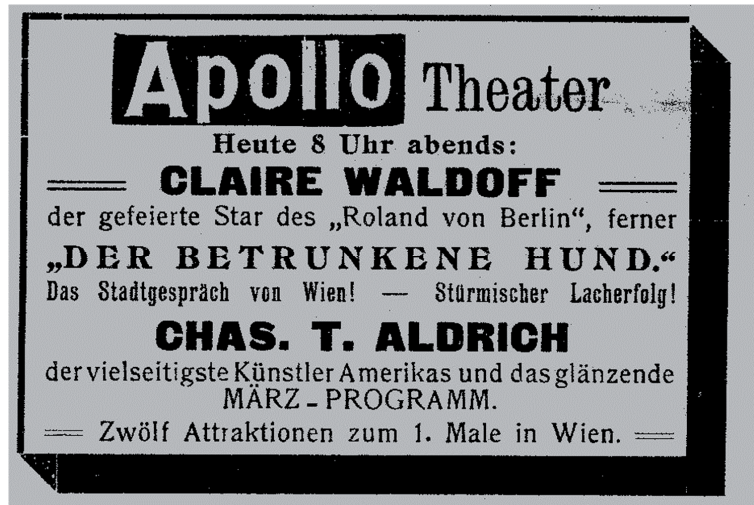 Apollo Theater
Heute 8 Uhr abends:
CLAIRE WALDOFF
der gefeierte Star des „Roland von Berlin“, ferner
„DER BETRUNKENE HUND.“
Das Stadtgespräch von Wien! — Stürmischer Lacherfolg!
CHAS. T. ALDRICH
der vielseitigste Künstler Amerikas und das glänzende
MÄRZ-PROGRAMM.
Zwölf Attraktionen zum 1. Male in Wien.